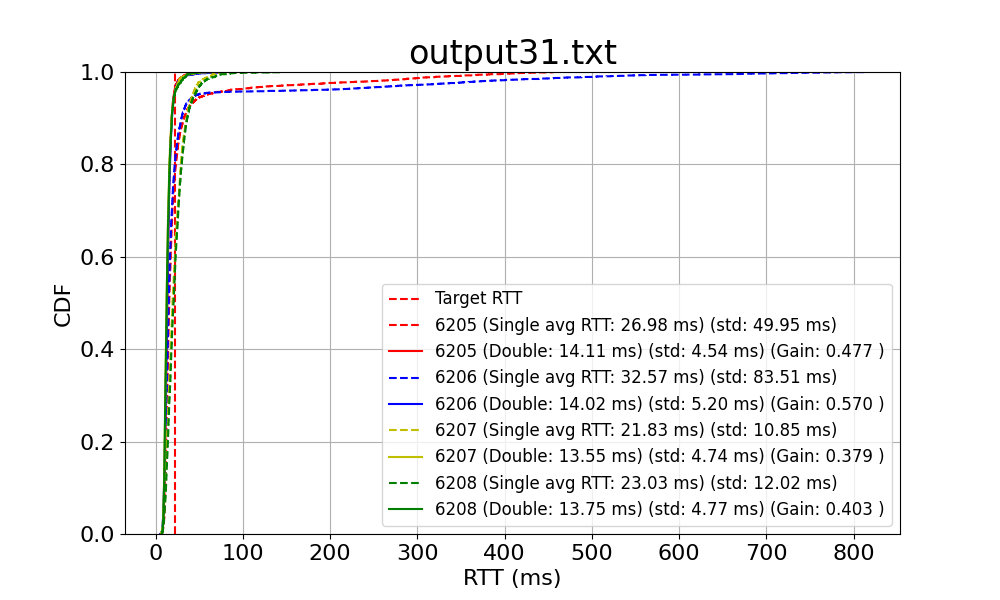 output31.txt
1.0
0.8
0.6
0.4
0.2
0.0
CDF
Target RTT
6205 (Single avg RTT: 26.98 ms) (std: 49.95 ms)
6205 (Double: 14.11 ms) (std: 4.54 ms) (Gain: 0.477 )
6206 (Single avg RTT: 32.57 ms) (std: 83.51 ms)
6206 (Double: 14.02 ms) (std: 5.20 ms) (Gain: 0.570 )
6207 (Single avg RTT: 21.83 ms) (std: 10.85 ms)
6207 (Double: 13.55 ms) (std: 4.74 ms) (Gain: 0.379 )
6208 (Single avg RTT: 23.03 ms) (std: 12.02 ms)
6208 (Double: 13.75 ms) (std: 4.77 ms) (Gain: 0.403 )
0 100 200 300 400 500 600 700 800
RTT (ms)